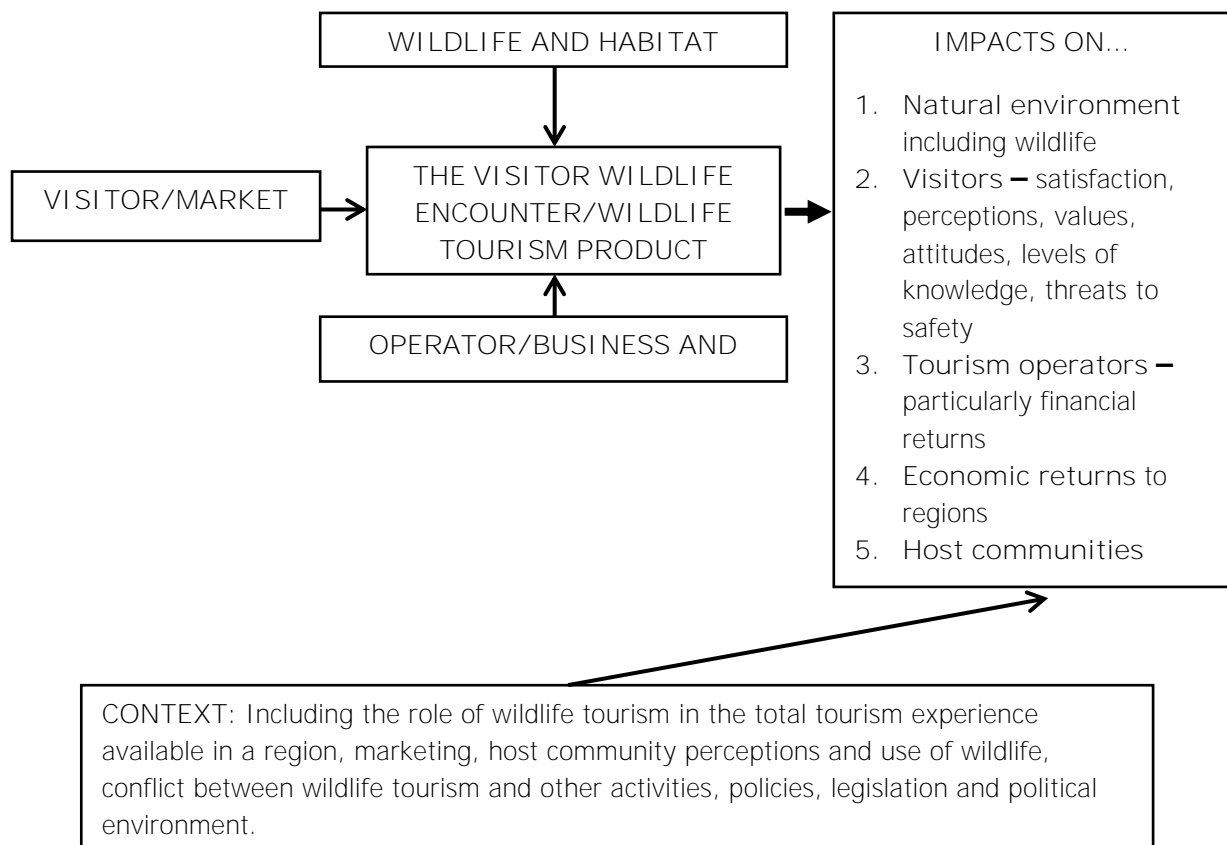 WILDLIFE AND HABITAT
VISITOR/MARKET
THE VISITOR WILDLIFE
ENCOUNTER/WILDLIFE
TOURISM PRODUCT
OPERATOR/BUSINESS AND
IMPACTS ON...
1. Natural environment
including wildlife
2. Visitors – satisfaction,
perceptions, values,
attitudes, levels of
knowledge, threats to
safety
3. Tourism operators –
particularly financial
returns
4. Economic returns to
regions
5. Host communities
CONTEXT: Including the role of wildlife tourism in the total tourism experience
available in a region, marketing, host community perceptions and use of wildlife,
conflict between wildlife tourism and other activities, policies, legislation and political
environment.